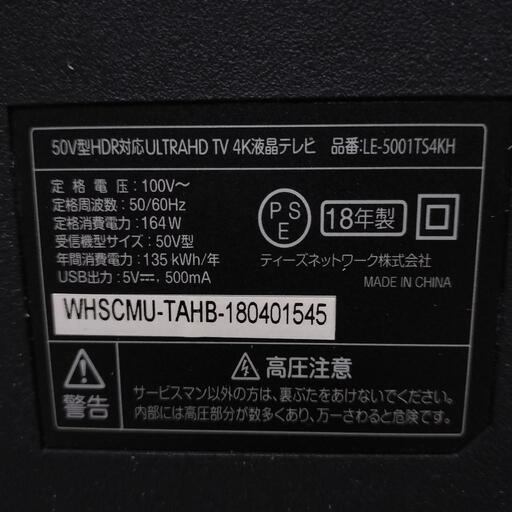 50V型HDR対応ULTRAHD TV 4K液晶テレビ 品番:LE-5001TS4KH
定格電圧:100V～
定格周波数:50/60Hz
定格消費電力:164W
受信機型サイズ:50V型
年間消費電力:135 kWh/年
USB出力:5V⎓, 500mA
PSE
18年製
ティーズネットワーク株式会社
MADE IN CHINA
WHSCMU-TAHB-180401545
警告
高圧注意
サービスマン以外の方は、裏ぶたをあけないでください。
内部には高圧部分が数多くあり、万一さわると危険です。